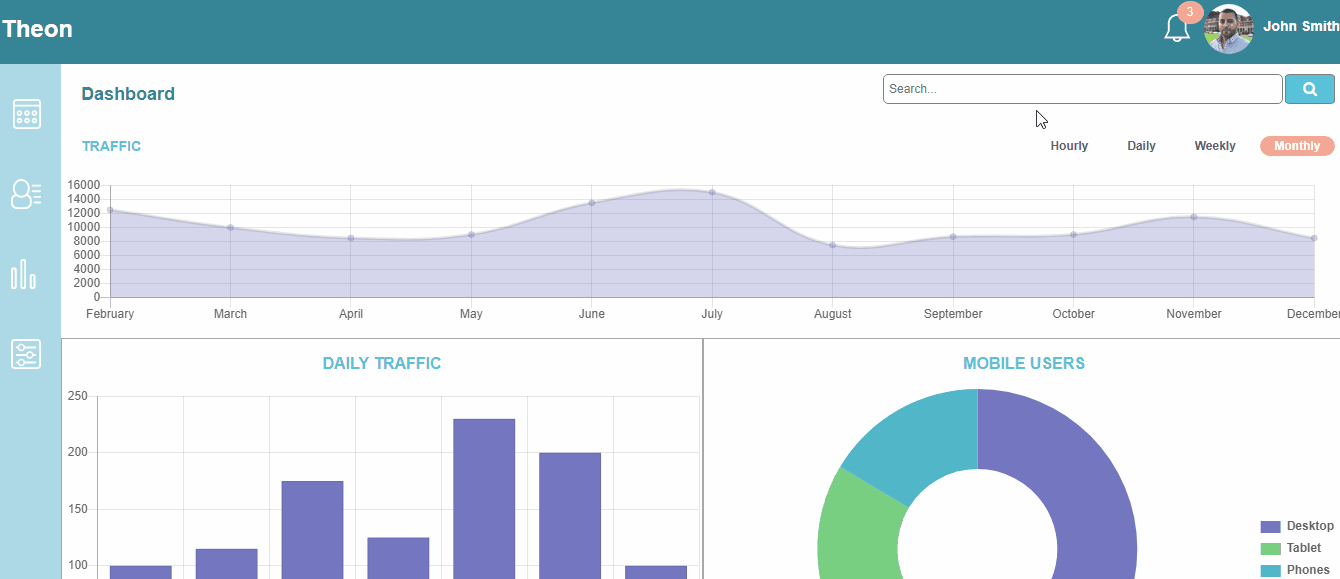 Theon
3
John Smith
Dashboard
Search...
TRAFFIC
Hourly Daily Weekly Monthly
16000
14000
12000
10000
8000
6000
4000
2000
0
February March April May June July August September October November December
DAILY TRAFFIC
250
200
150
100
MOBILE USERS
Desktop
Tablet
Phones